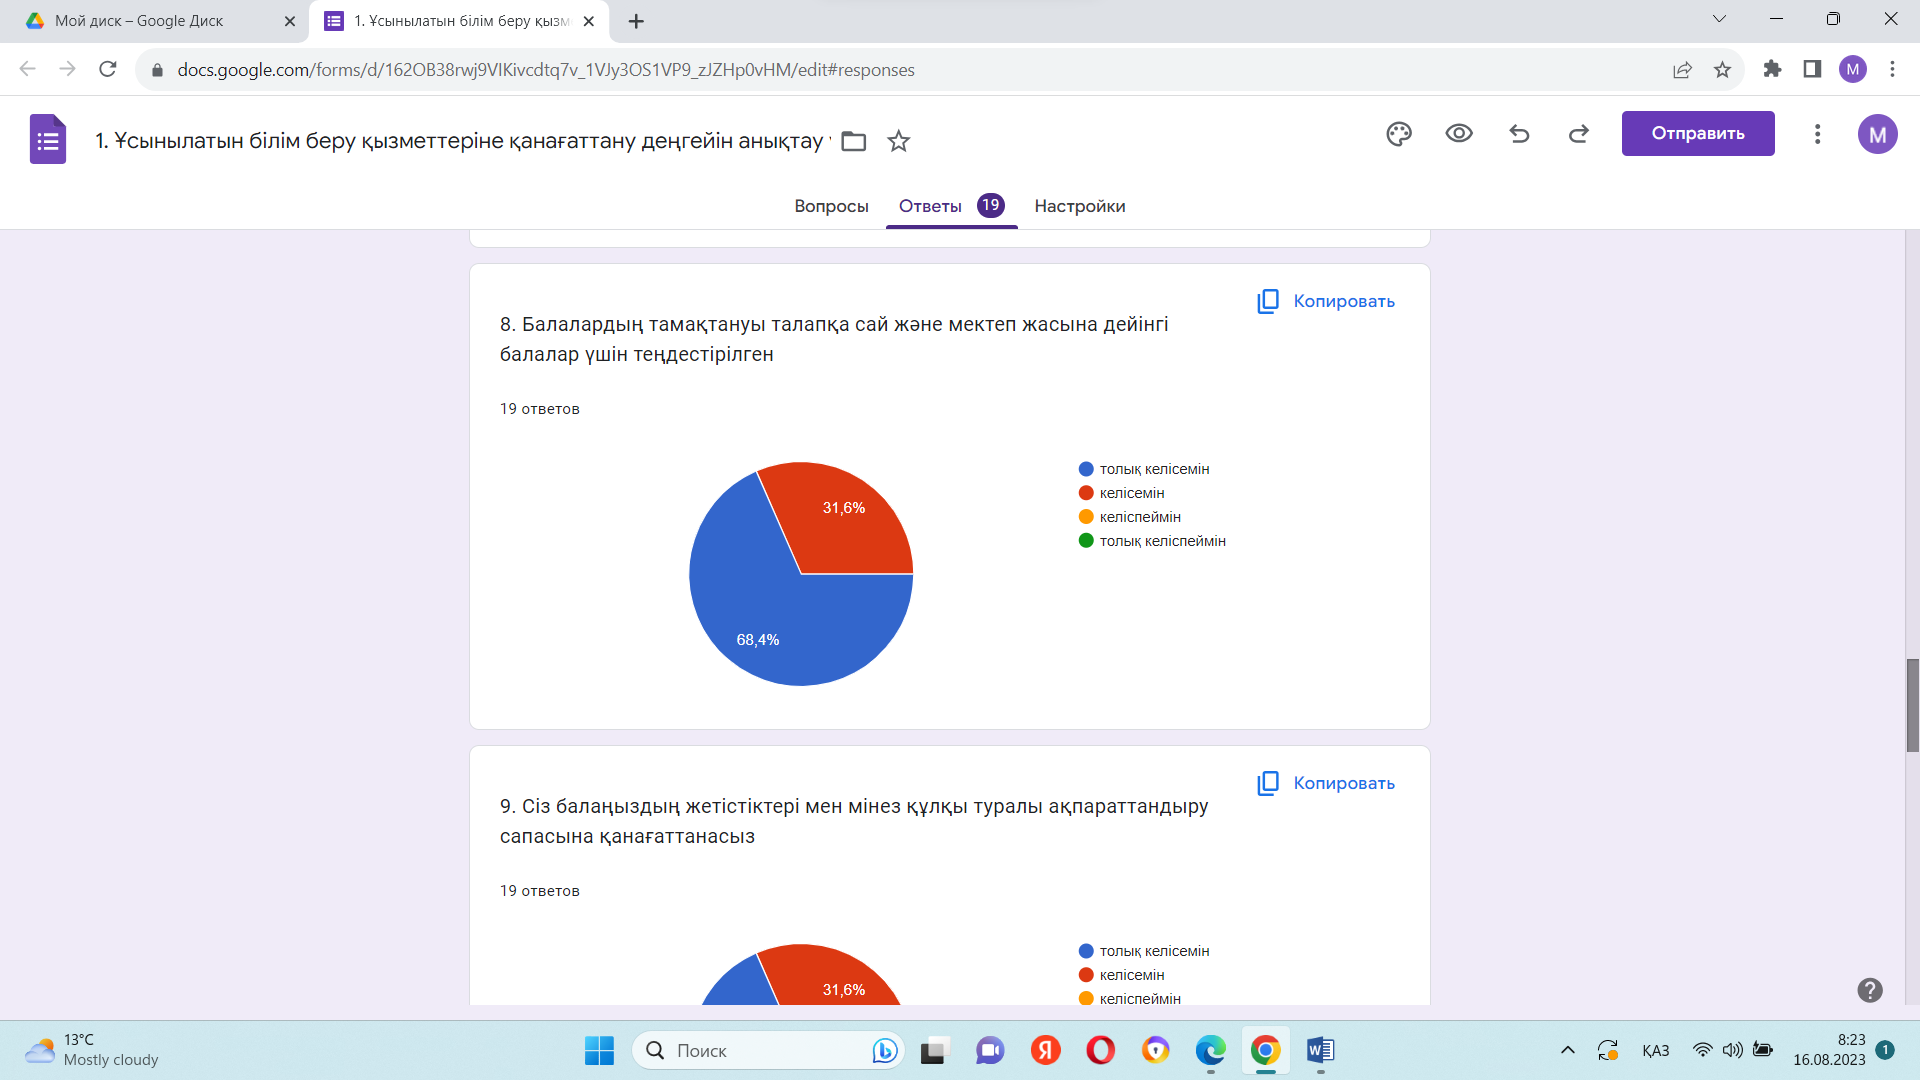 Мой диск – Google Диск
1. Ұсынылатын білім беру қызм
docs.google.com/forms/d/162OB38rwj9VIKivcdtq7v_1VJy3OS1VP9_zJZHp0vHM/edit#responses
M
1. Ұсынылатын білім беру қызметтеріне қанағаттану деңгейін анықтау
Отправить
M
Вопросы
Ответы 19
Настройки
Копировать
8. Балалардың тамақтануы талапқа сай және мектеп жасына дейінгі
балалар үшін теңдестірілген
19 ответов
толық келісемін
келісемін
келіспеймін
толық келіспеймін
31,6%
68,4%
Копировать
9. Сіз балаңыздың жетістіктері мен мінез құлқы туралы ақпараттандыру
сапасына қанағаттанасыз
19 ответов
толық келісемін
келісемін
келіспеймін
31,6%
13°C
Mostly cloudy
Поиск
ҚАЗ
8:23
16.08.2023
1